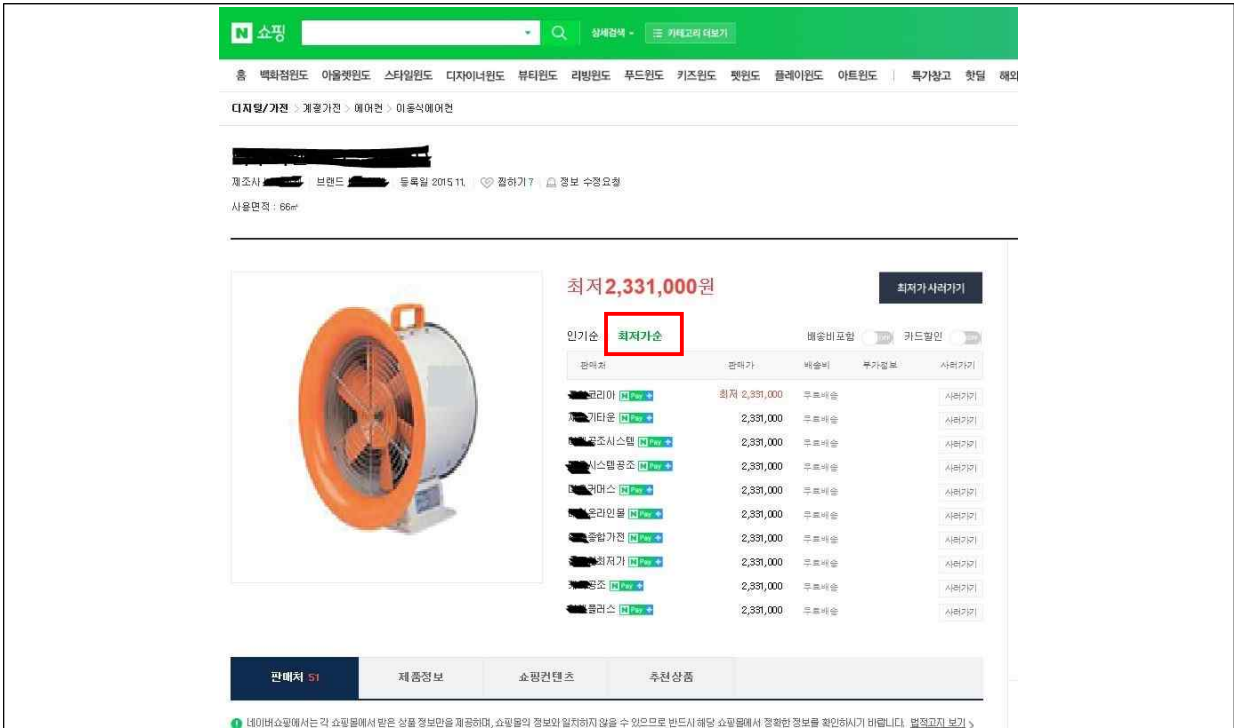 N 쇼핑 상세검색 카테고리 더보기
홈 백화점윈도 아울렛윈도 스타일윈도 디자이너윈도 뷰티윈도 리빙윈도 푸드윈도 키즈윈도 펫윈도 플레이윈도 아트윈도 | 특가창고 핫딜 해외
디지털/가전 > 계절가전 > 에어컨 > 이동식에어컨
제조사 브랜드 등록일 2015.11. 찜하기 7 정보 수정요청
사용면적 : 66㎡
최저 2,331,000원 최저가 사러가기
인기순 최저가순 배송비포함 카드할인
판매처 판매가 배송비 부가정보 사러가기
코리아 N Pay + 최저 2,331,000 무료배송 사러가기
기타운 N Pay + 2,331,000 무료배송 사러가기
공조시스템 N Pay + 2,331,000 무료배송 사러가기
시스템공조 N Pay + 2,331,000 무료배송 사러가기
커머스 N Pay + 2,331,000 무료배송 사러가기
온라인몰 N Pay + 2,331,000 무료배송 사러가기
종합가전 N Pay + 2,331,000 무료배송 사러가기
최저가 N Pay + 2,331,000 무료배송 사러가기
공조 N Pay + 2,331,000 무료배송 사러가기
플러스 N Pay + 2,331,000 무료배송 사러가기
판매처 51 제품정보 쇼핑컨텐츠 추천상품
네이버쇼핑에서는 각 쇼핑몰에서 받은 상품 정보만을 제공하며, 쇼핑몰의 정보와 일치하지 않을 수 있으므로 반드시 해당 쇼핑몰에서 정확한 정보를 확인하시기 바랍니다. 법적고지 보기 >